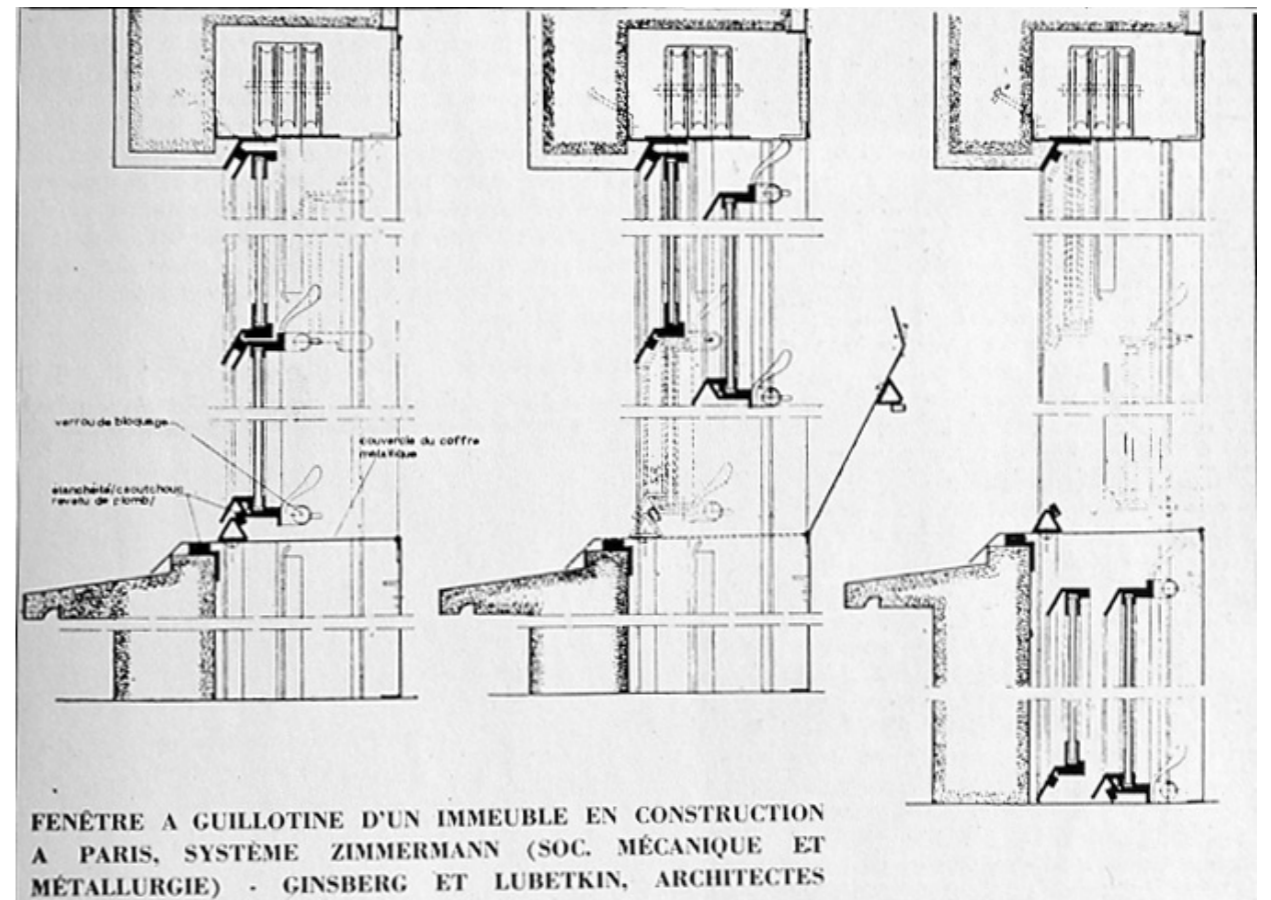 verrou de blocage
couvercle du coffre
métallique
étanchéité/caoutchouc
revetu de plomb/
FENÊTRE A GUILLOTINE D'UN IMMEUBLE EN CONSTRUCTION
A PARIS, SYSTÈME ZIMMERMANN (SOC. MÉCANIQUE ET
MÉTALLURGIE) - GINSBERG ET LUBETKIN, ARCHITECTES